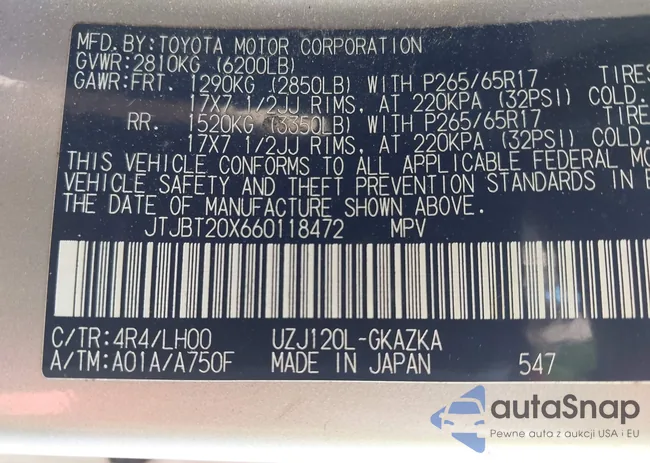 MFD. BY: TOYOTA MOTOR CORPORATION
GVWR: 2810KG (6200LB)
GAWR: FRT. 1290KG (2850LB) WITH P265/65R17 TIRES
17X7 1/2JJ RIMS, AT 220KPA (32PSI) COLD.
RR. 1520KG (3350LB) WITH P265/65R17 TIRES
17X7 1/2JJ RIMS, AT 220KPA (32PSI) COLD.
THIS VEHICLE CONFORMS TO ALL APPLICABLE FEDERAL MO
VEHICLE SAFETY AND THEFT PREVENTION STANDARDS IN E
THE DATE OF MANUFACTURE SHOWN ABOVE.
JTJBT20X660118472 MPV
C/TR: 4R4/LH00 UZJ120L-GKAZKA
A/TM: A01A/A750F MADE IN JAPAN 547
autaSnap
Pewne auta z aukcji USA i EU